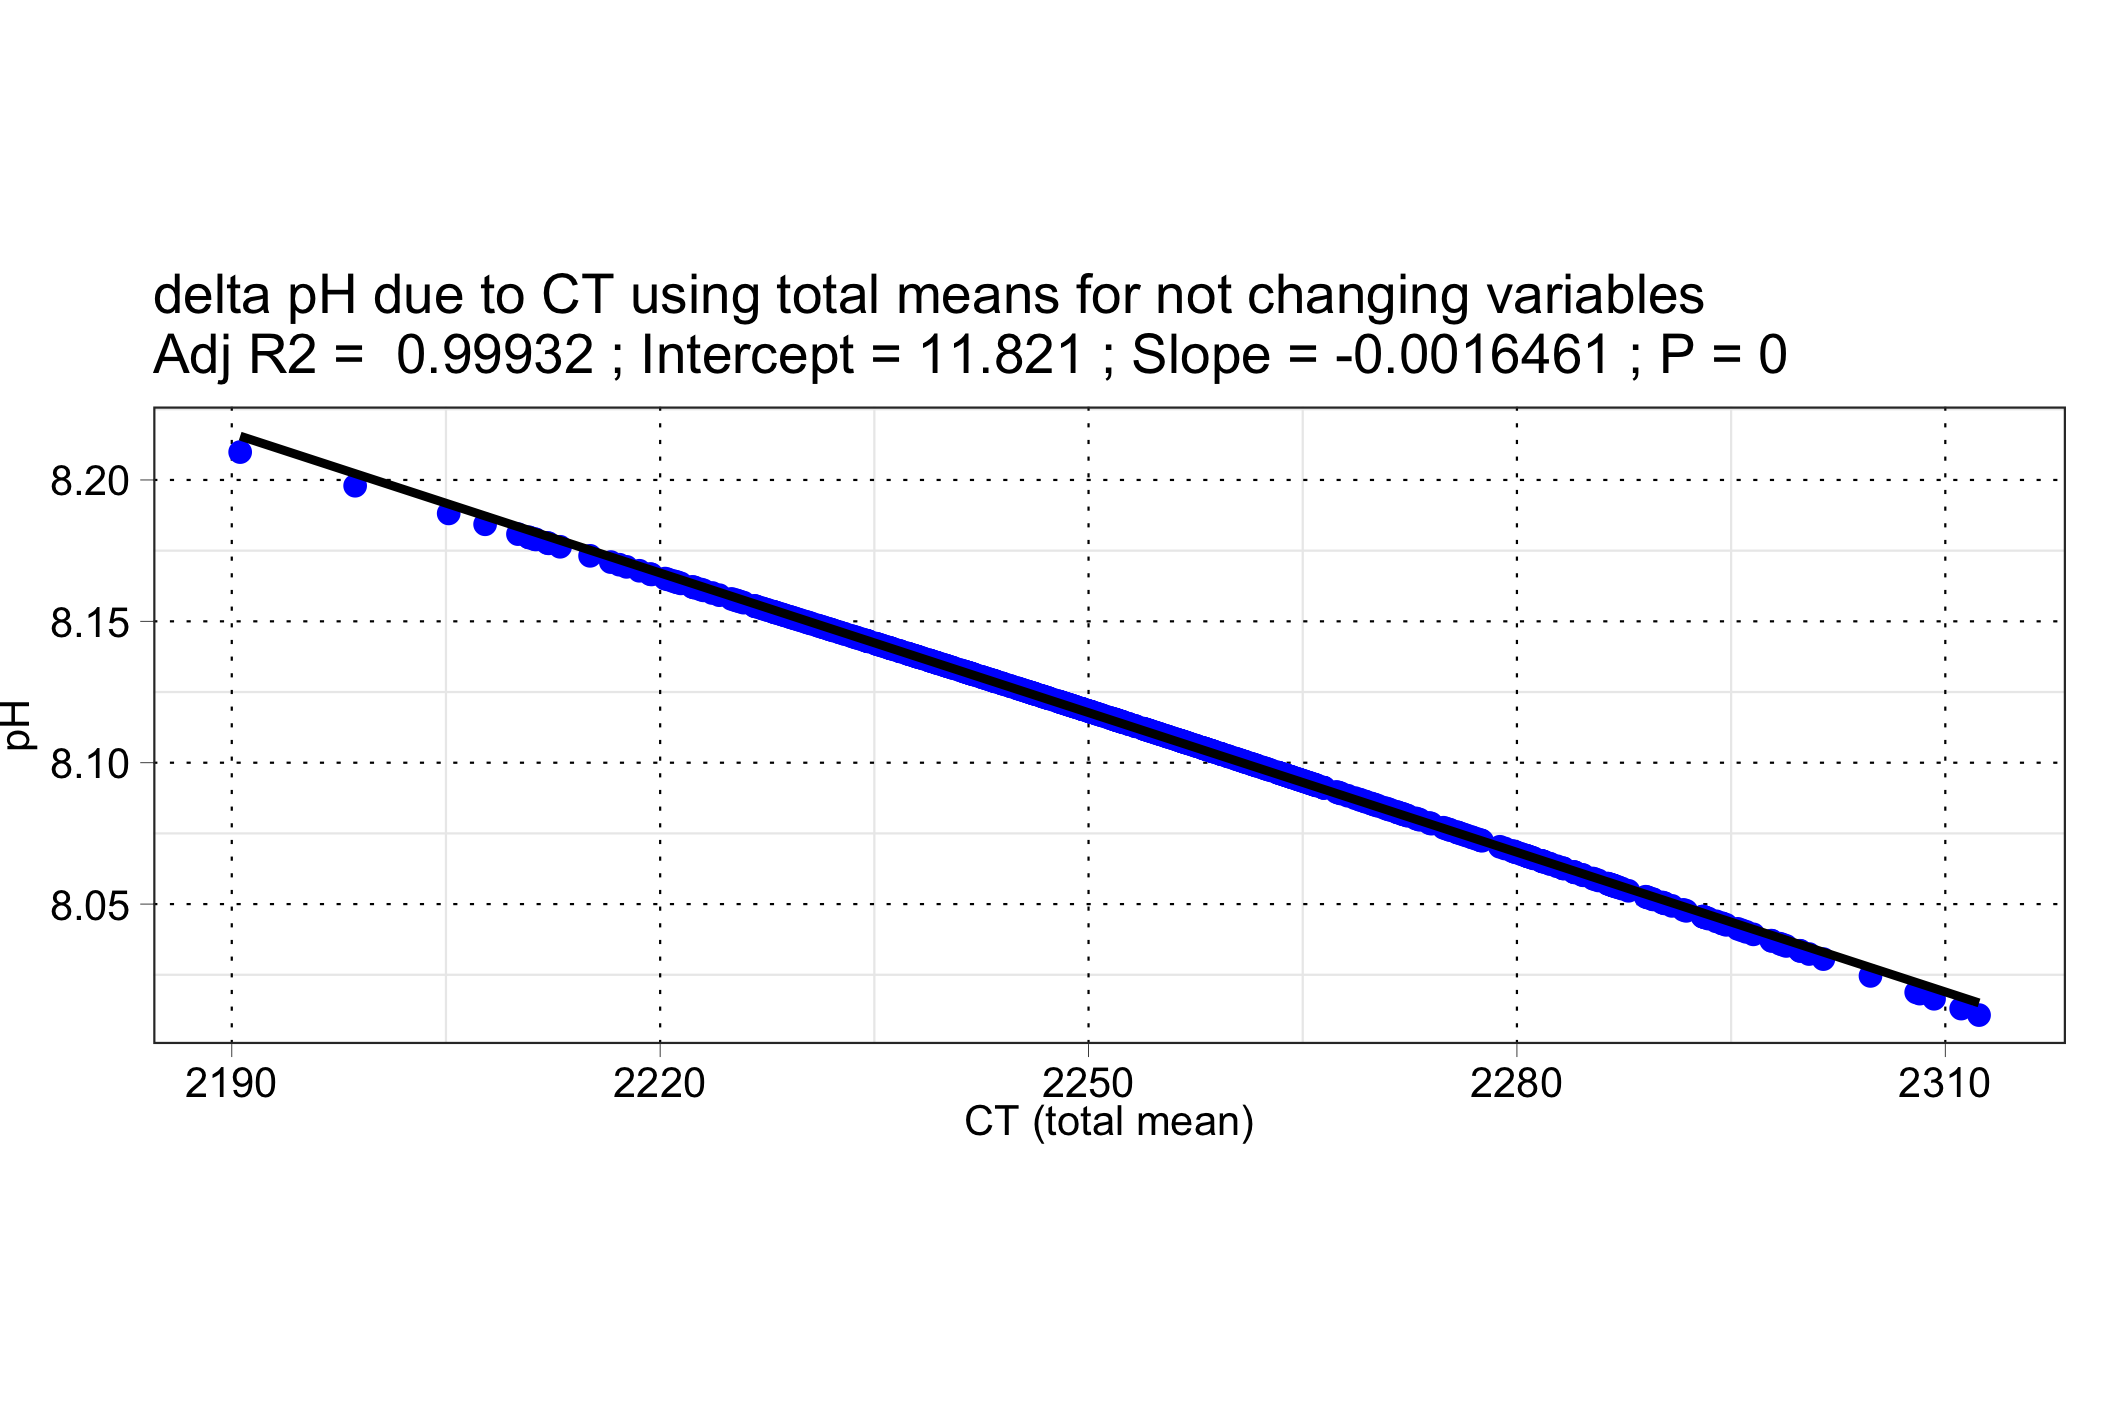 delta pH due to CT using total means for not changing variables
Adj R2 =  0.99932 ; Intercept = 11.821 ; Slope = -0.0016461 ; P = 0
8.20
8.15
8.10
8.05
pH
2190 2220 2250 2280 2310
CT (total mean)